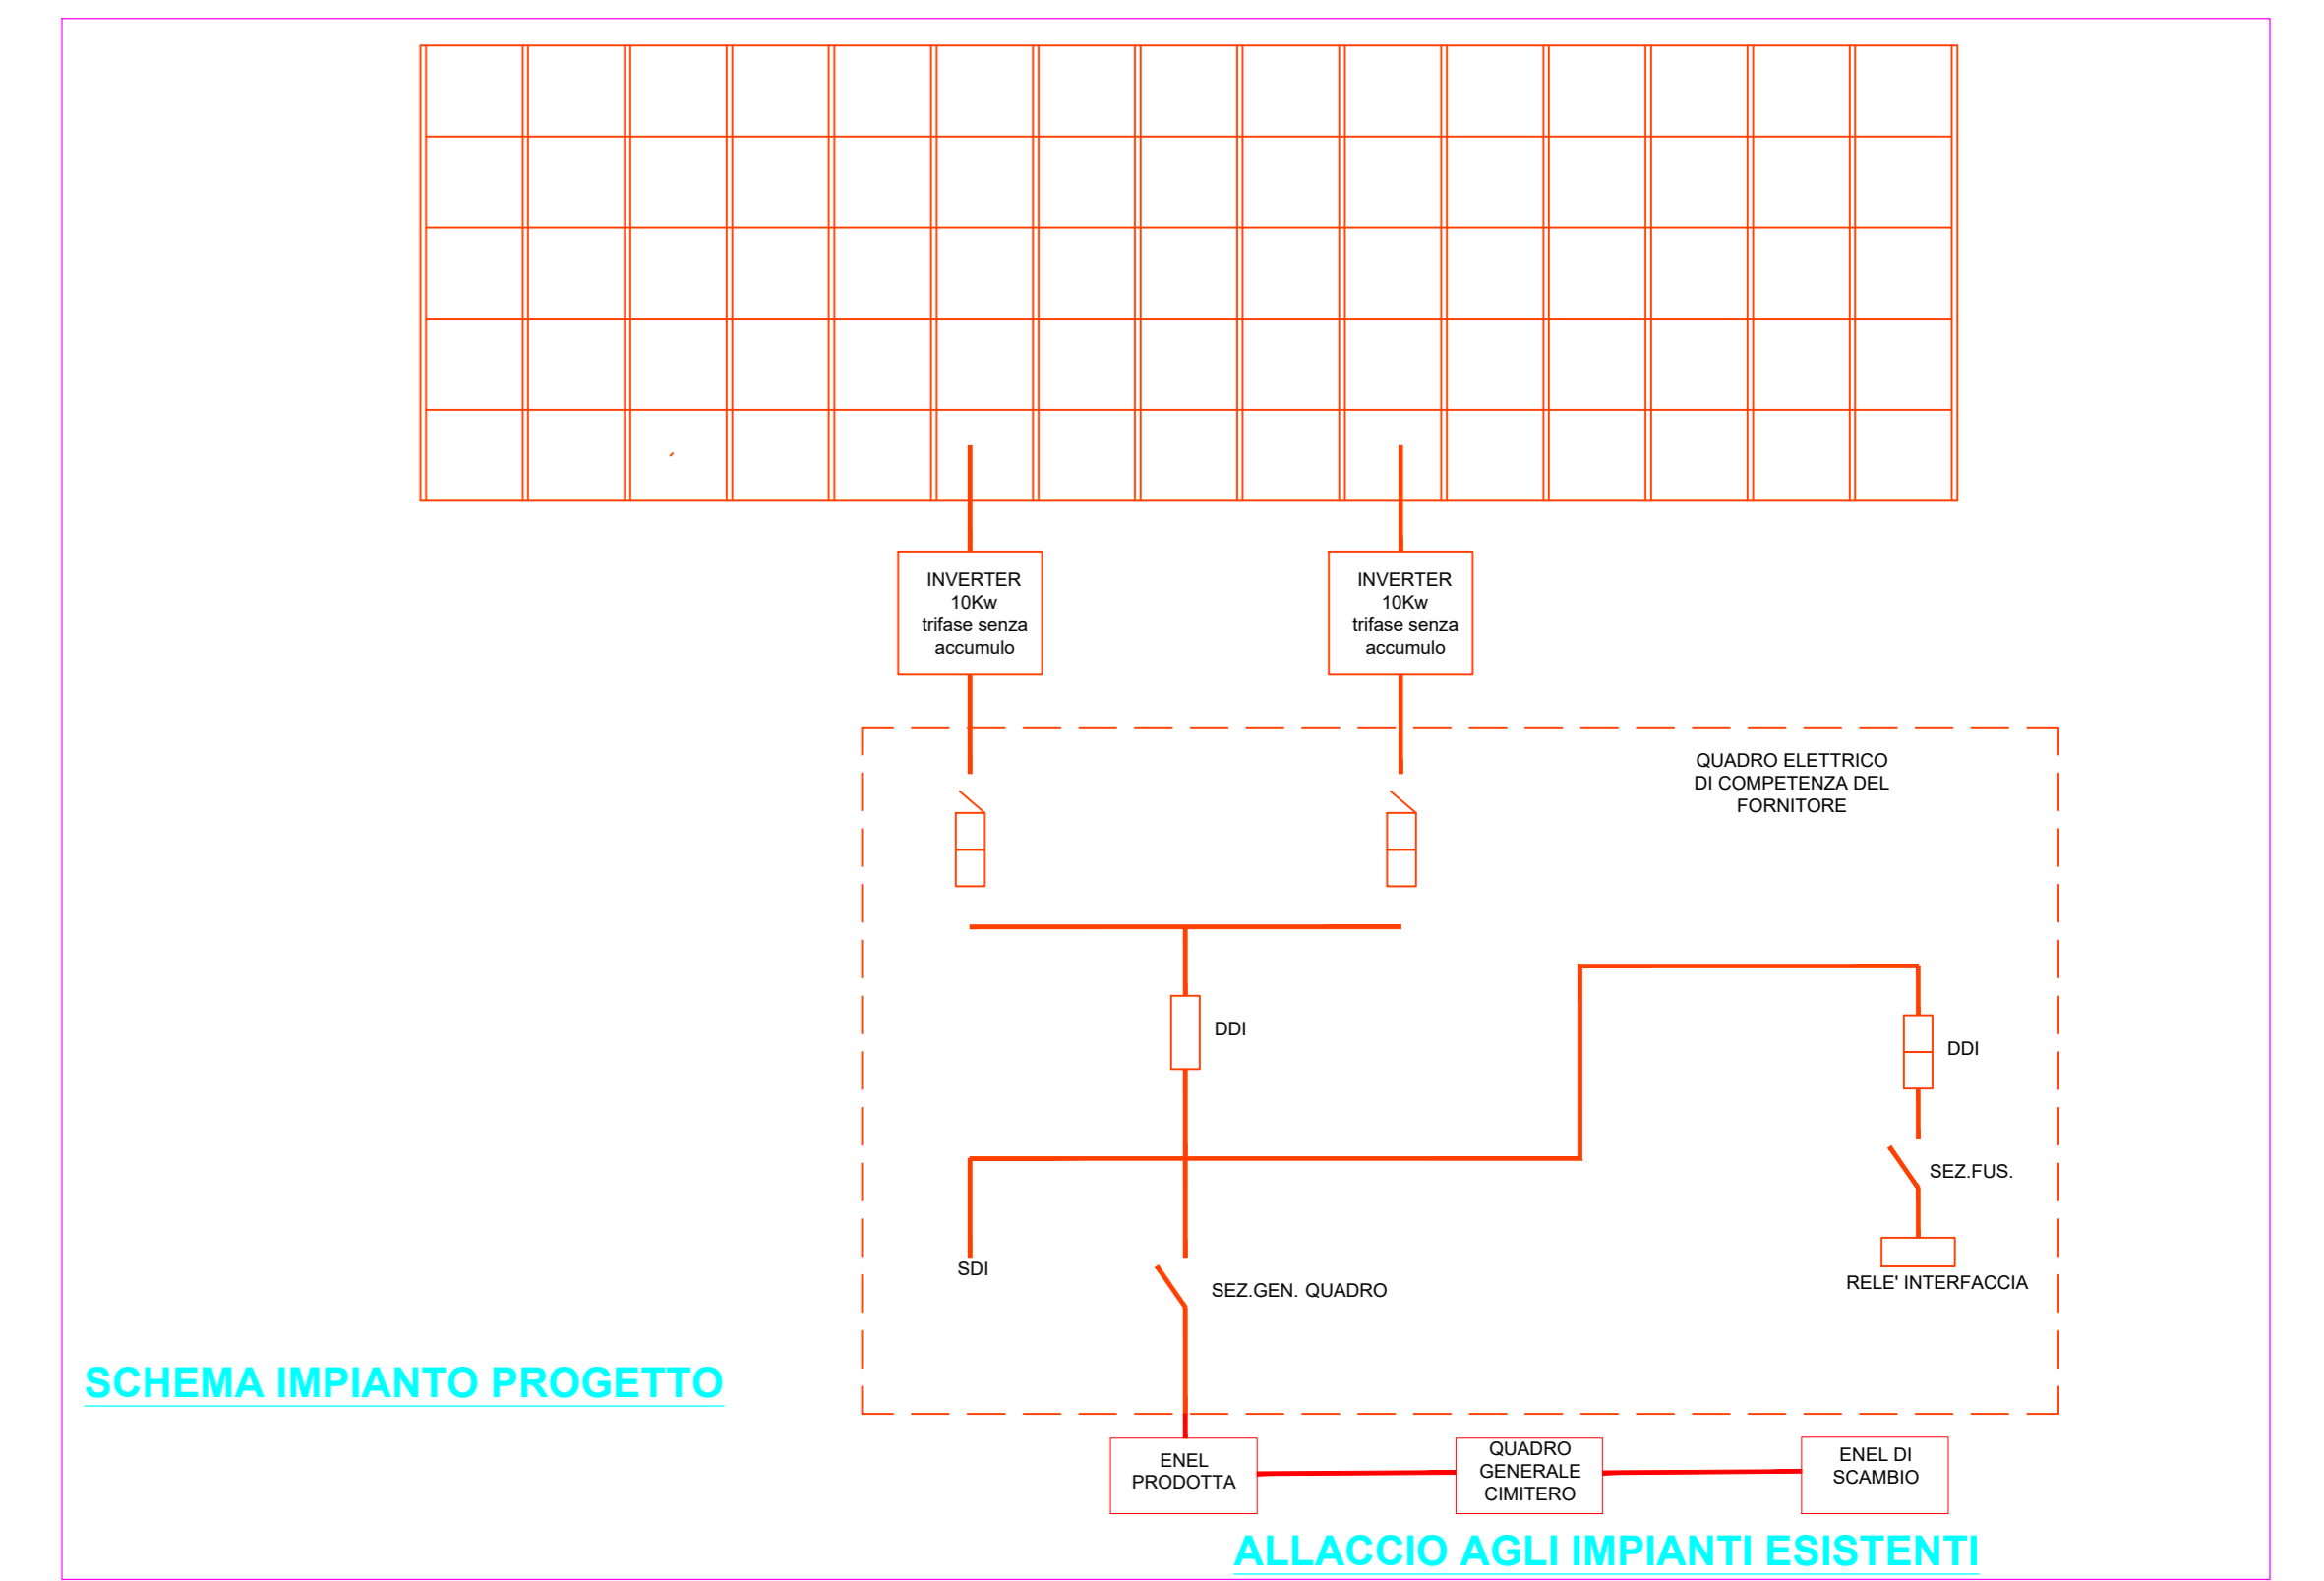 INVERTER
10Kw
trifase senza
accumulo
INVERTER
10Kw
trifase senza
accumulo
QUADRO ELETTRICO
DI COMPETENZA DEL
FORNITORE
DDI
DDI
SEZ.FUS.
SDI
SEZ.GEN. QUADRO
RELE' INTERFACCIA
SCHEMA IMPIANTO PROGETTO
ENEL
PRODOTTA
QUADRO
GENERALE
CIMITERO
ENEL DI
SCAMBIO
ALLACCIO AGLI IMPIANTI ESISTENTI